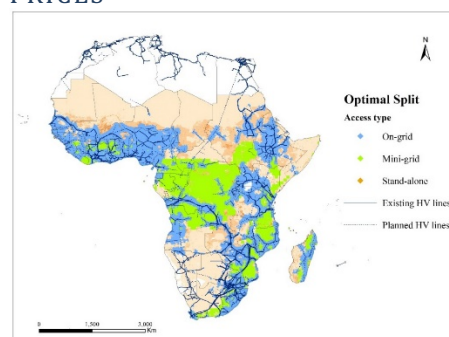 PRICES
N
Optimal Split
Access type
On-grid
Mini-grid
Stand-alone
Existing HV lines
Planned HV lines
0 1,500 3,000
Km